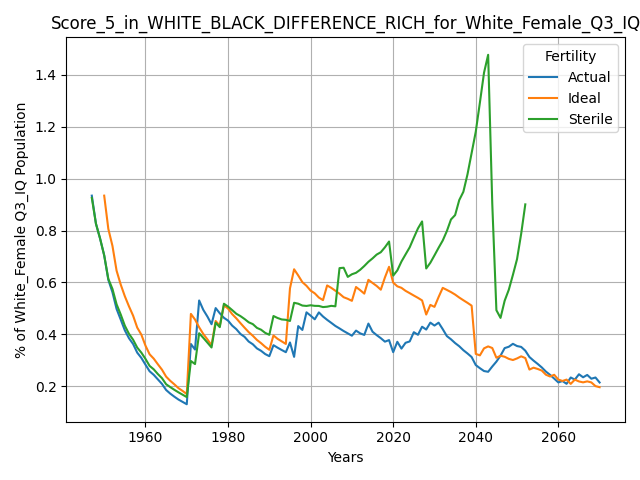 Score_5_in_WHITE_BLACK_DIFFERENCE_RICH_for_White_Female_Q3_IQ
Fertility
Actual
Ideal
Sterile
% of White_Female Q3_IQ Population
1.4
1.2
1.0
0.8
0.6
0.4
0.2
1960
1980
2000
2020
2040
2060
Years